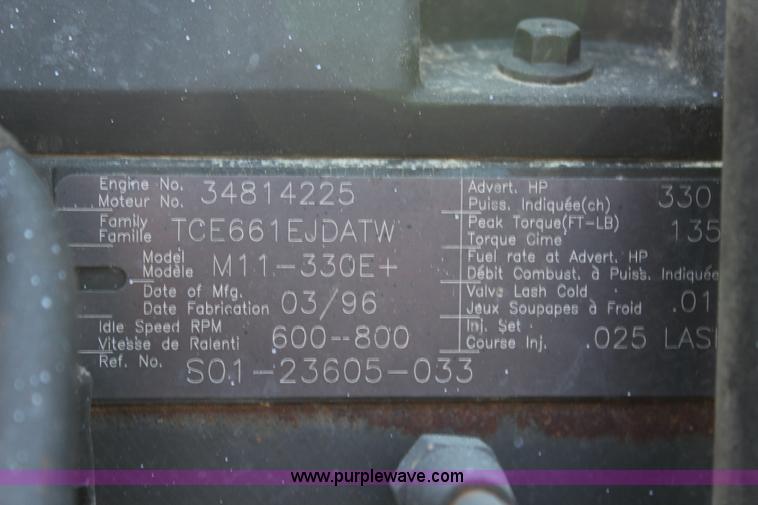 Engine No.
Moteur No. 34814225
Family
Famille TCE661EJDATW
Model
Modèle M11-330E+
Date of Mfg.
Date Fabrication 03/96
Idle Speed RPM
Vitesse de Ralenti 600--800
Ref. No. S01-23605-033
Advert. HP
Puiss. Indiquée(ch) 330
Peak Torque(FT-LB)
Torque Cime 135
Fuel rate at Advert. HP
Débit Combust. à Puiss. Indiquée
Valve Lash Cold
Jeux Soupapes à Froid .01
Inj. Set
Course Inj. .025 LAS
www.purplewave.com